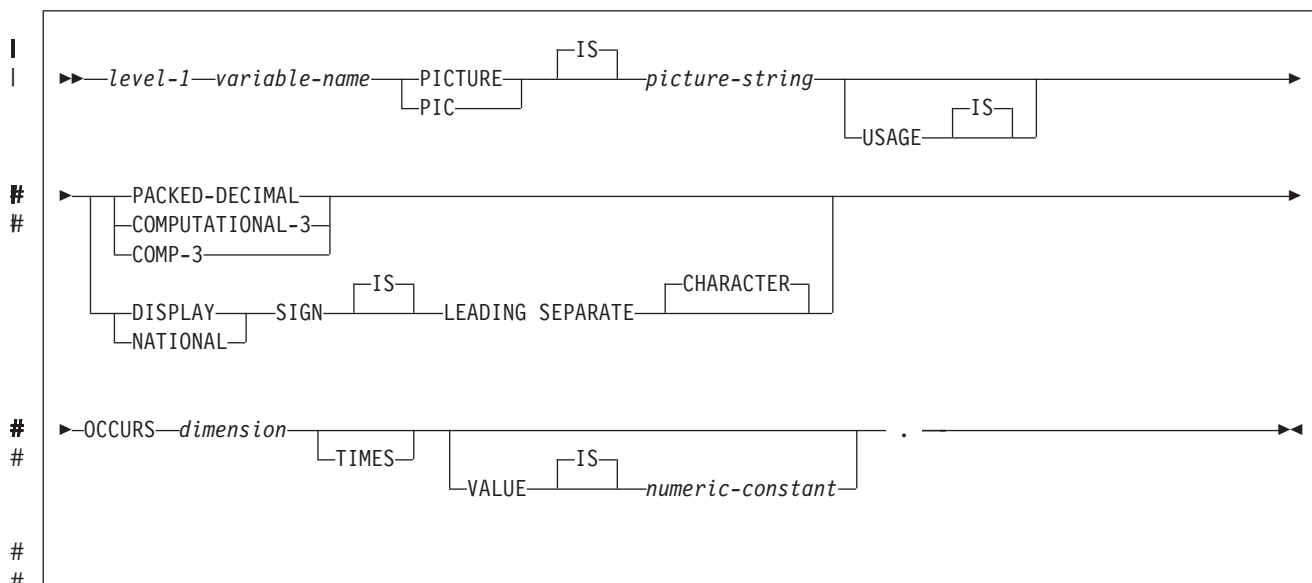 IS
| level-1 variable-name PICTURE picture-string
| PIC IS
USAGE
# PACKED-DECIMAL
# COMPUTATIONAL-3
COMP-3
IS CHARACTER
DISPLAY SIGN LEADING SEPARATE
NATIONAL
# OCCURS dimension .
# TIMES IS
VALUE numeric-constant
#
#